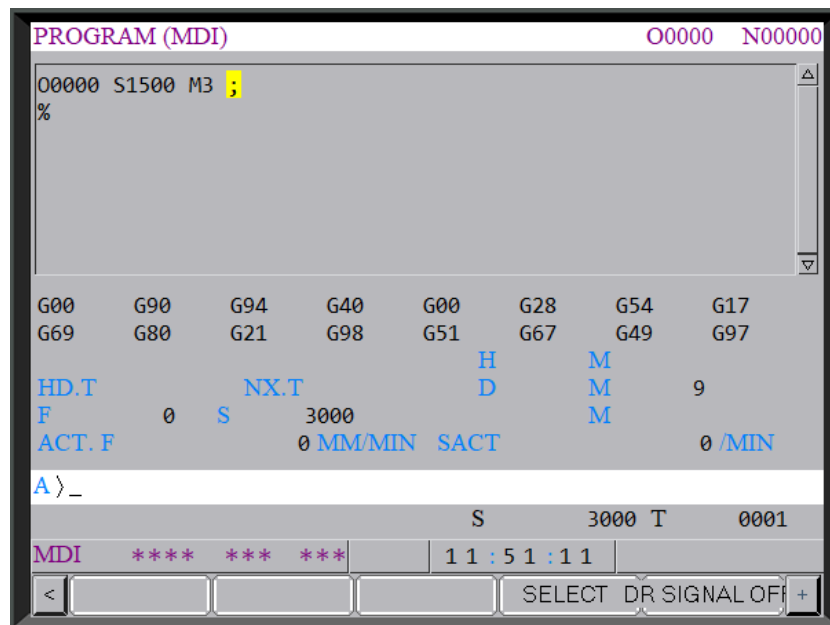 PROGRAM (MDI) O0000 N00000
O0000 S1500 M3 ;
%
G00 G90 G94 G40 G00 G28 G54 G17
G69 G80 G21 G98 G51 G67 G49 G97
H M
HD.T NX.T D M 9
F 0 S 3000 M
ACT. F 0 MM/MIN SACT 0 /MIN
A >_
S 3000 T 0001
MDI **** *** *** 11:51:11
< SELECT DR SIGNAL OFF +